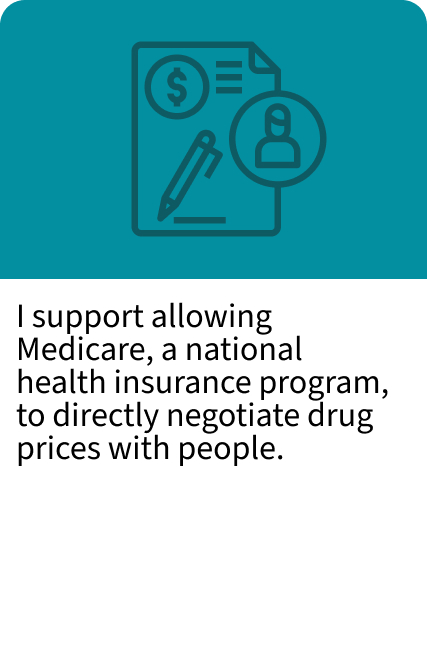 I support allowing
Medicare, a national
health insurance program,
to directly negotiate drug
prices with people.